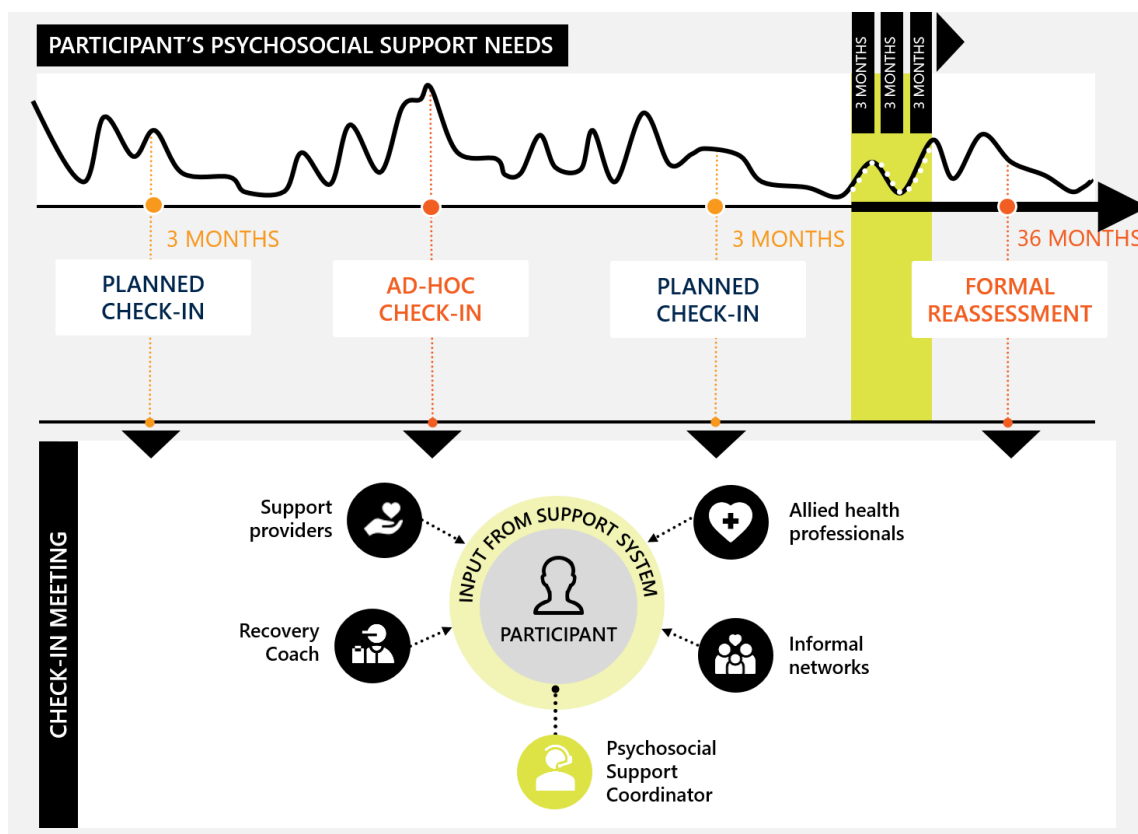 PARTICIPANT'S PSYCHOSOCIAL SUPPORT NEEDS
3 MONTHS
3 MONTHS
3 MONTHS
3 MONTHS
3 MONTHS
36 MONTHS
PLANNED
CHECK-IN
AD-HOC
CHECK-IN
PLANNED
CHECK-IN
FORMAL
REASSESSMENT
CHECK-IN MEETING
Support
providers
Allied health
professionals
INPUT FROM SUPPORT SYSTEM
PARTICIPANT
Recovery
Coach
Informal
networks
Psychosocial
Support
Coordinator